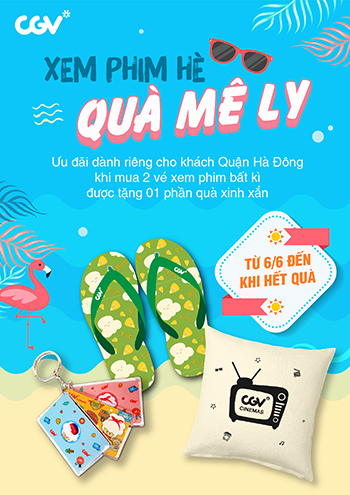 CGV
XEM PHIM HÈ
QUÀ MÊ LY
Ưu đãi dành riêng cho khách Quận Hà Đông
khi mua 2 vé xem phim bất kì
được tặng 01 phần quà xinh xắn
TỪ 6/6 ĐẾN
KHI HẾT QUÀ
CGV
CGV
CINEMAS